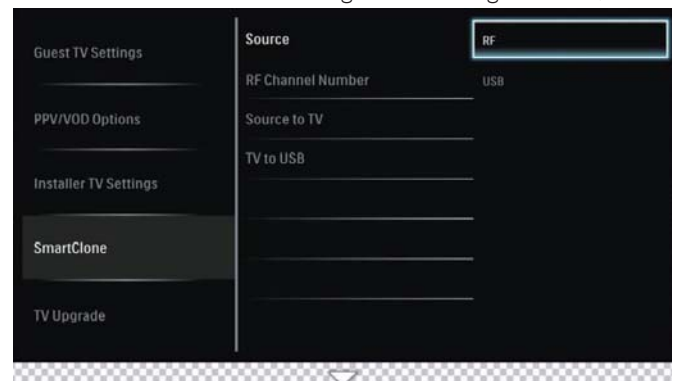 Guest TV Settings
PPV/VOD Options
Installer TV Settings
SmartClone
TV Upgrade
Source
RF Channel Number
Source to TV
TV to USB
RF
USB